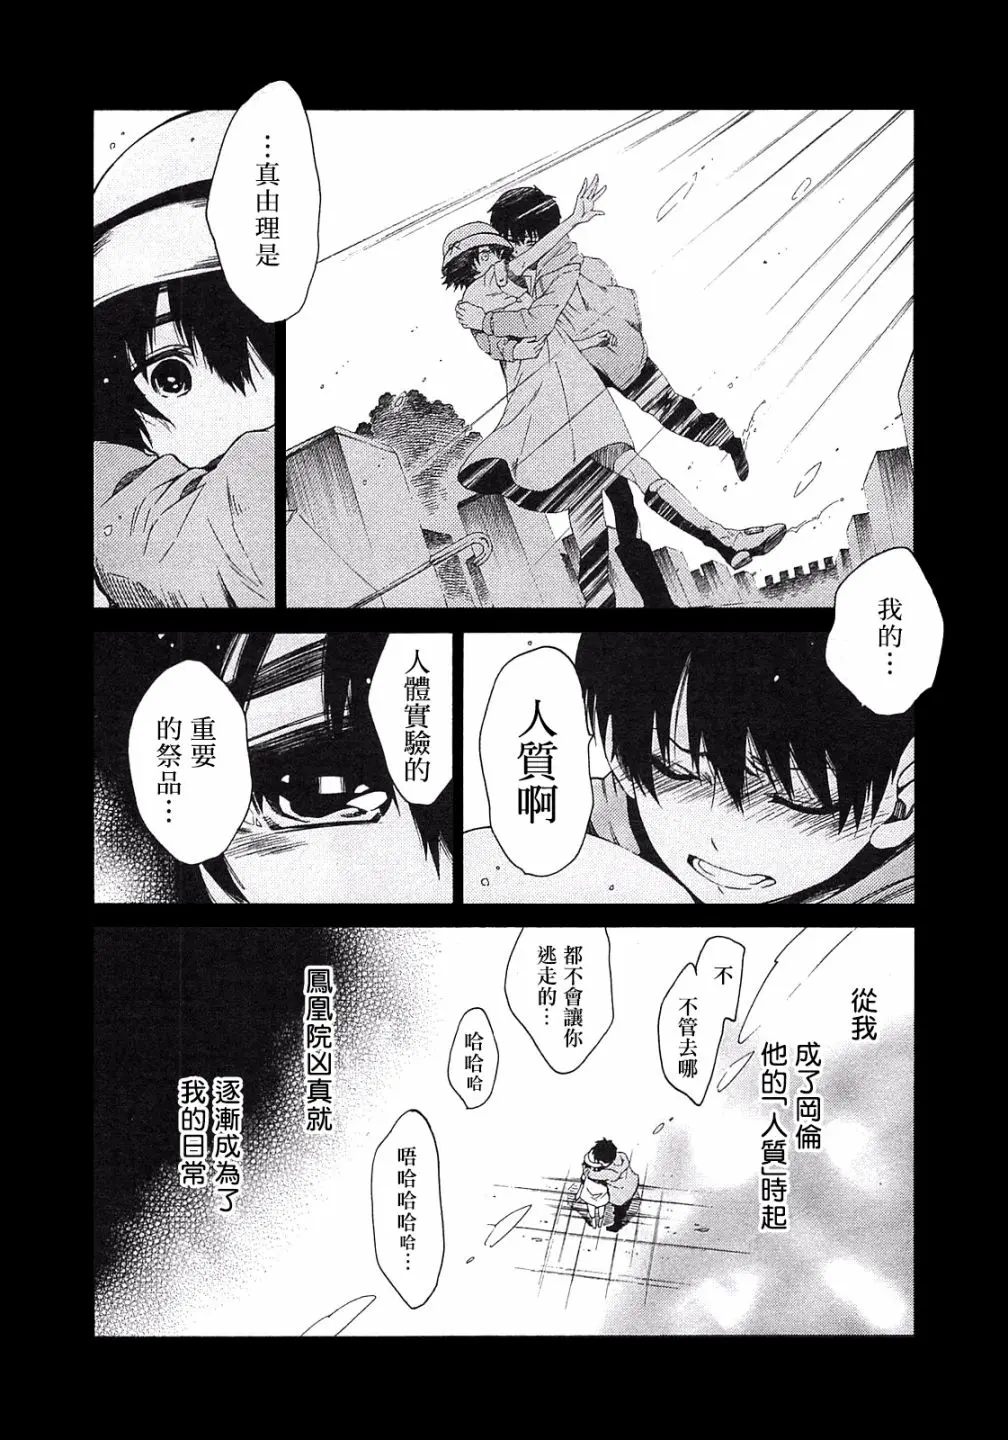 …真由理是
我的…
人質啊
人體實驗的
重要
的祭品…
從我
成了岡倫
他的「人質」時起
不
不管去哪
都不會讓你
逃走的…
哈哈哈
唔哈哈哈哈…
鳳凰院凶真就
逐漸成為了
我的日常